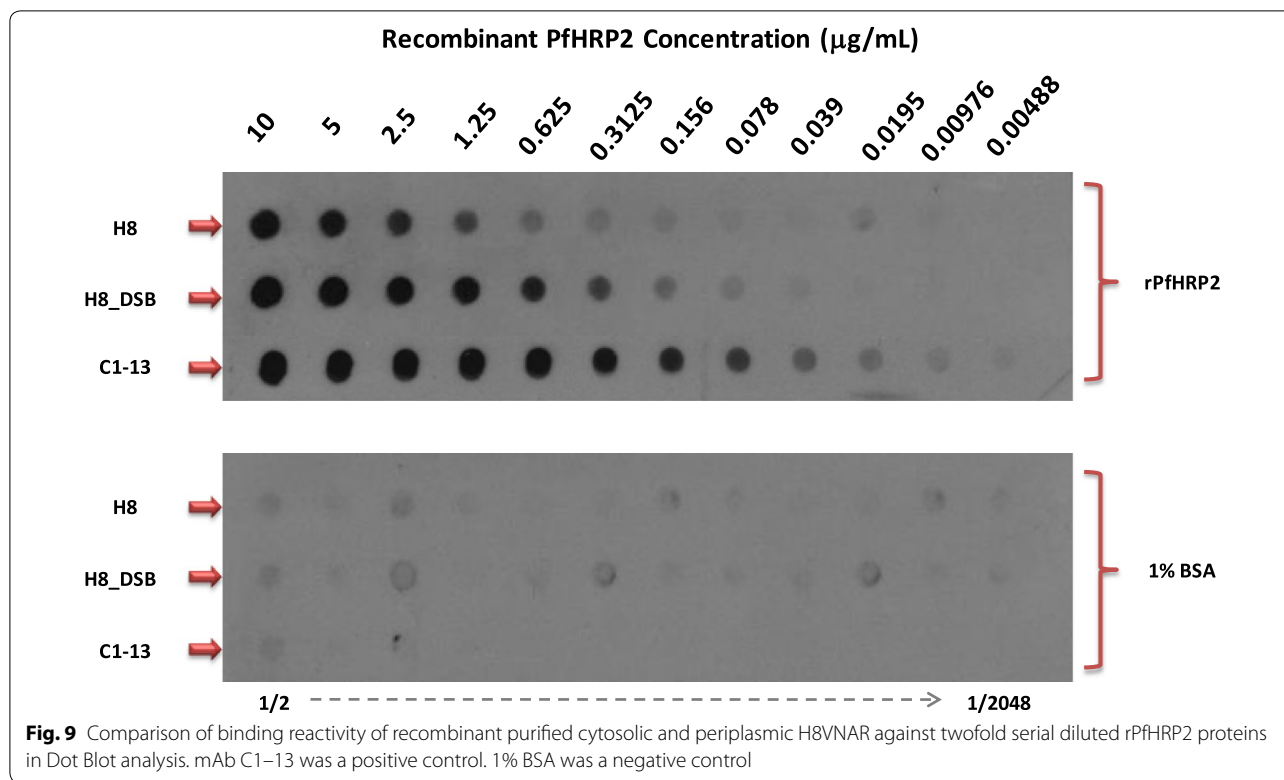 Recombinant PfHRP2 Concentration (μg/mL)
10 5 2.5 1.25 0.625 0.3125 0.156 0.078 0.039 0.0195 0.00976 0.00488
H8
H8_DSB
C1-13
rPfHRP2
H8
H8_DSB
C1-13
1% BSA
1/2 1/2048
Fig. 9 Comparison of binding reactivity of recombinant purified cytosolic and periplasmic H8VNAR against twofold serial diluted rPfHRP2 proteins
in Dot Blot analysis. mAb C1–13 was a positive control. 1% BSA was a negative control